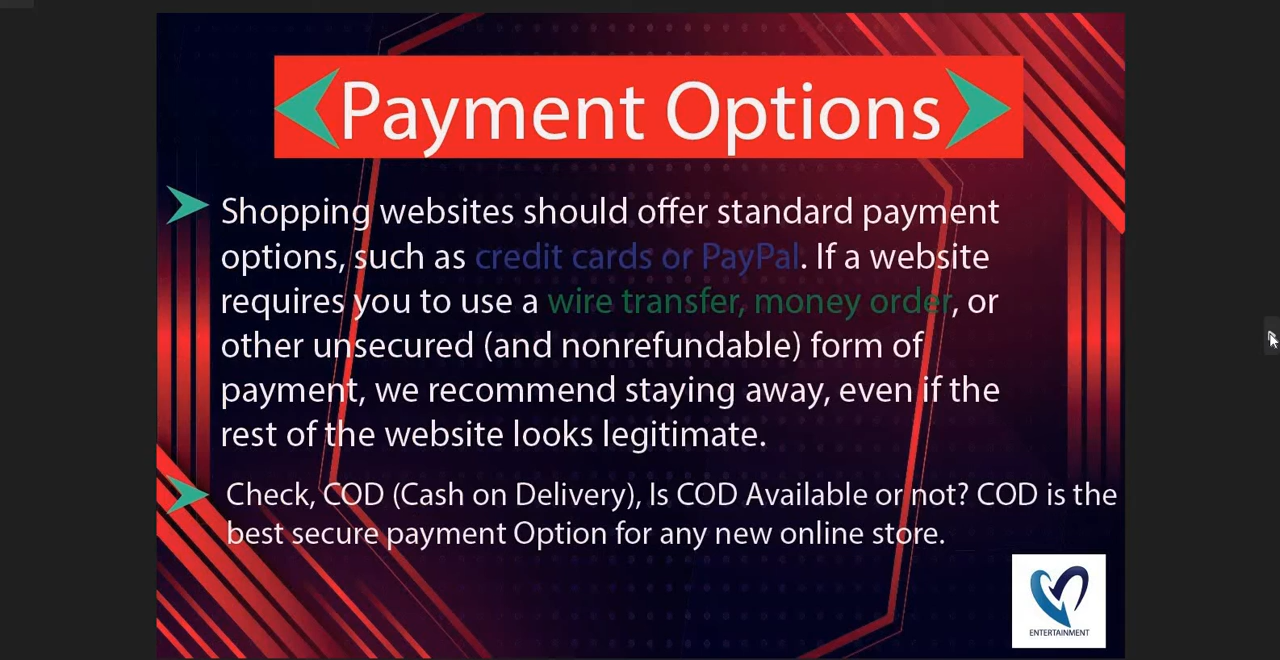 Payment Options
Shopping websites should offer standard payment
options, such as credit cards or PayPal. If a website
requires you to use a wire transfer, money order, or
other unsecured (and nonrefundable) form of
payment, we recommend staying away, even if the
rest of the website looks legitimate.
Check, COD (Cash on Delivery), Is COD Available or not? COD is the
best secure payment Option for any new online store.
ENTERTAINMENT